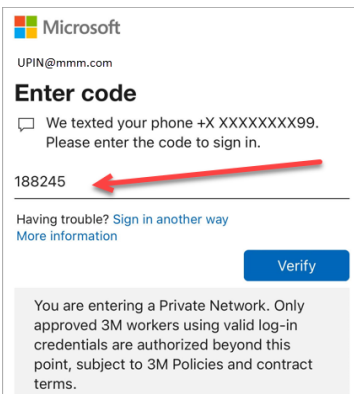 Microsoft
UPIN@mmm.com
Enter code
We texted your phone +X XXXXXXXX99.
Please enter the code to sign in.
188245
Having trouble? Sign in another way
More information
Verify
You are entering a Private Network. Only
approved 3M workers using valid log-in
credentials are authorized beyond this
point, subject to 3M Policies and contract
terms.